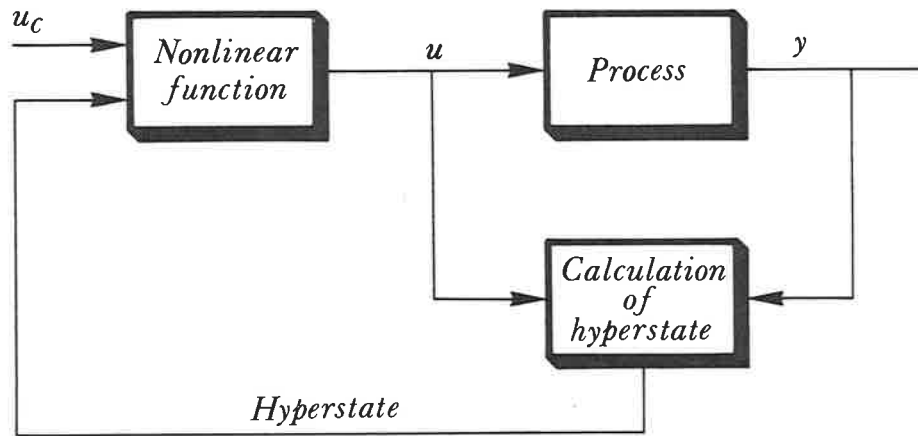 u_C
Nonlinear
function
u
Process
y
Calculation
of
hyperstate
Hyperstate